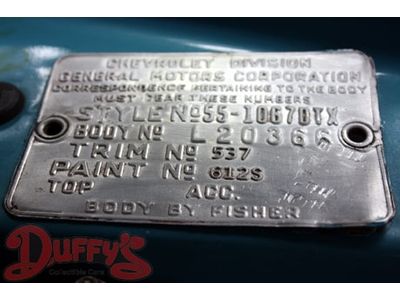 CHEVROLET DIVISION
GENERAL MOTORS CORPORATION
CORRESPONDENCE PERTAINING TO THE BODY
MUST BEAR THESE NUMBERS
STYLE No 55-1067DTX
BODY No L20366
TRIM No 537
PAINT No 612S
TOP ACC.
BODY BY FISHER
DUFFY'S
Collectible Cars